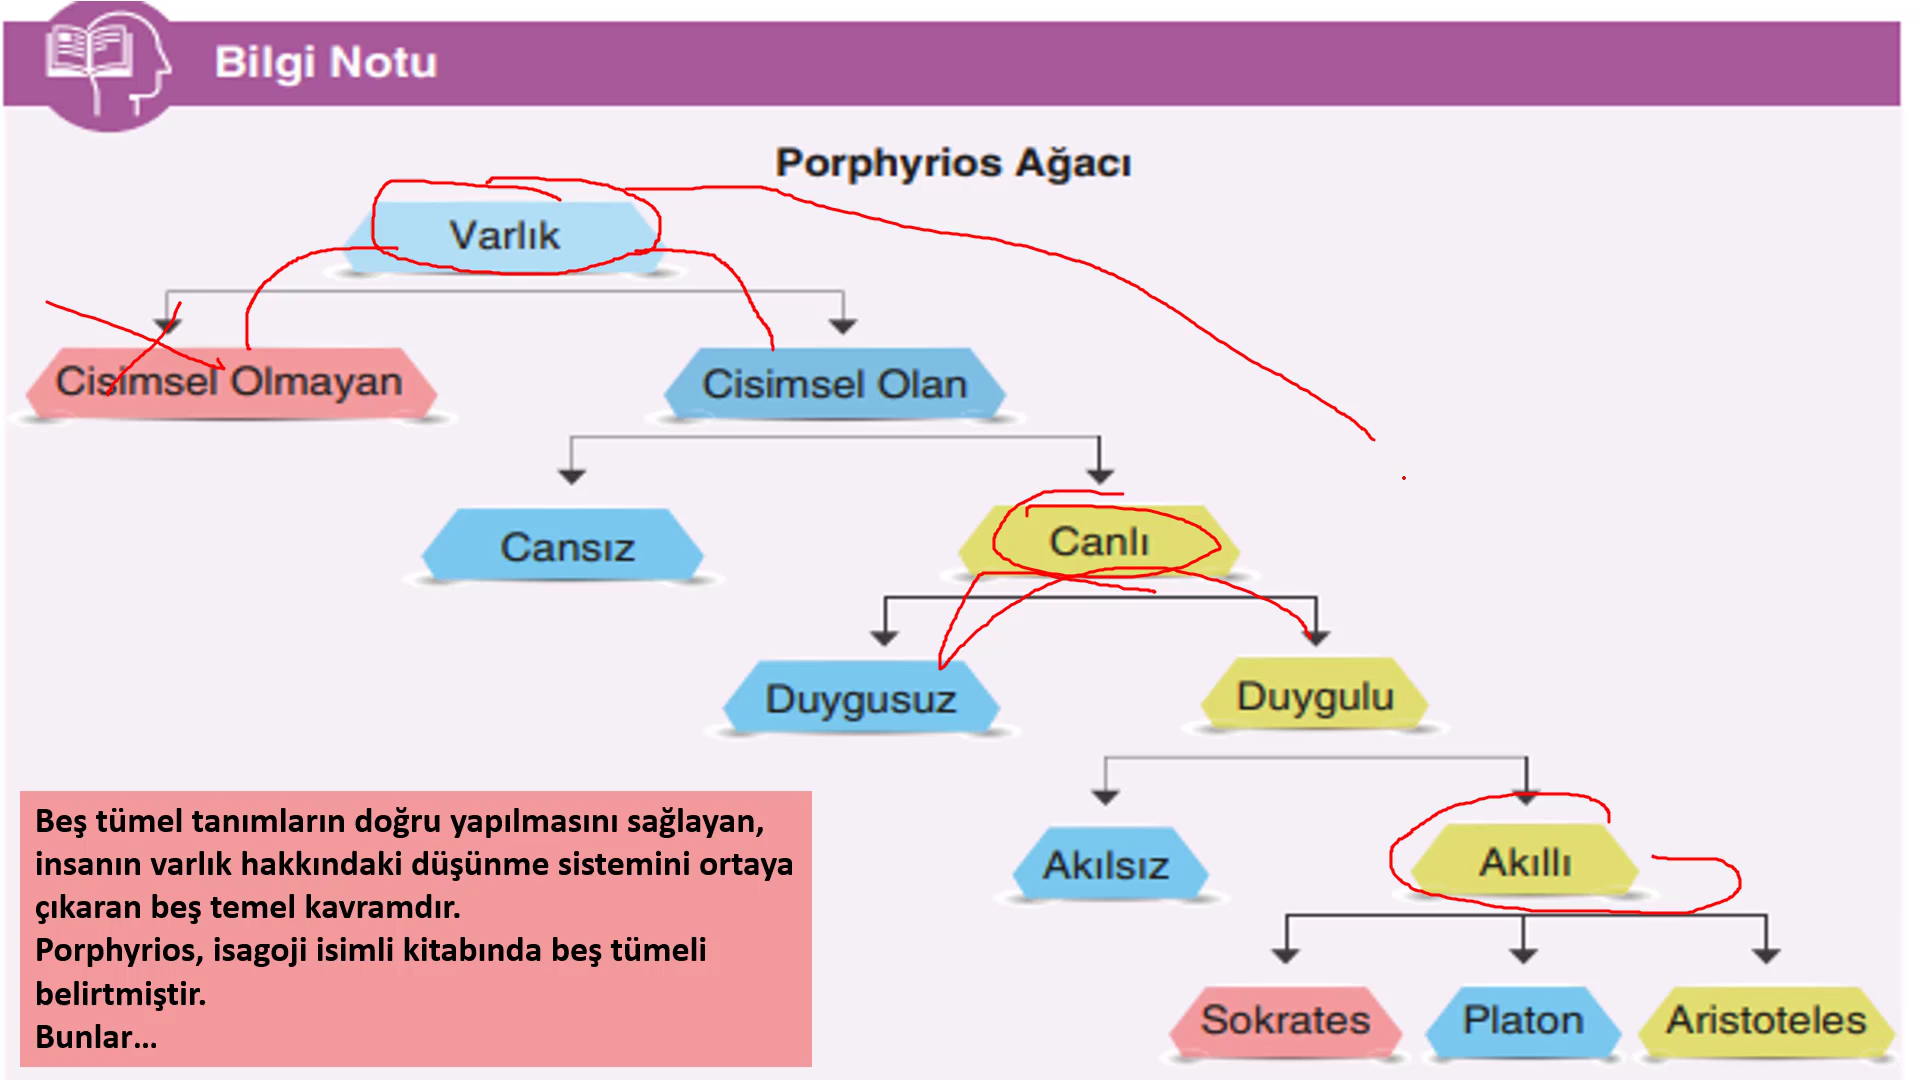 Bilgi Notu
Porphyrios Ağacı
Varlık
Cisimsel Olmayan
Cisimsel Olan
Cansız
Canlı
Duygusuz
Duygulu
Akılsız
Akıllı
Sokrates
Platon
Aristoteles
Beş tümel tanımların doğru yapılmasını sağlayan,
insanın varlık hakkındaki düşünme sistemini ortaya
çıkaran beş temel kavramdır.
Porphyrios, isagoji isimli kitabında beş tümeli
belirtmiştir.
Bunlar...